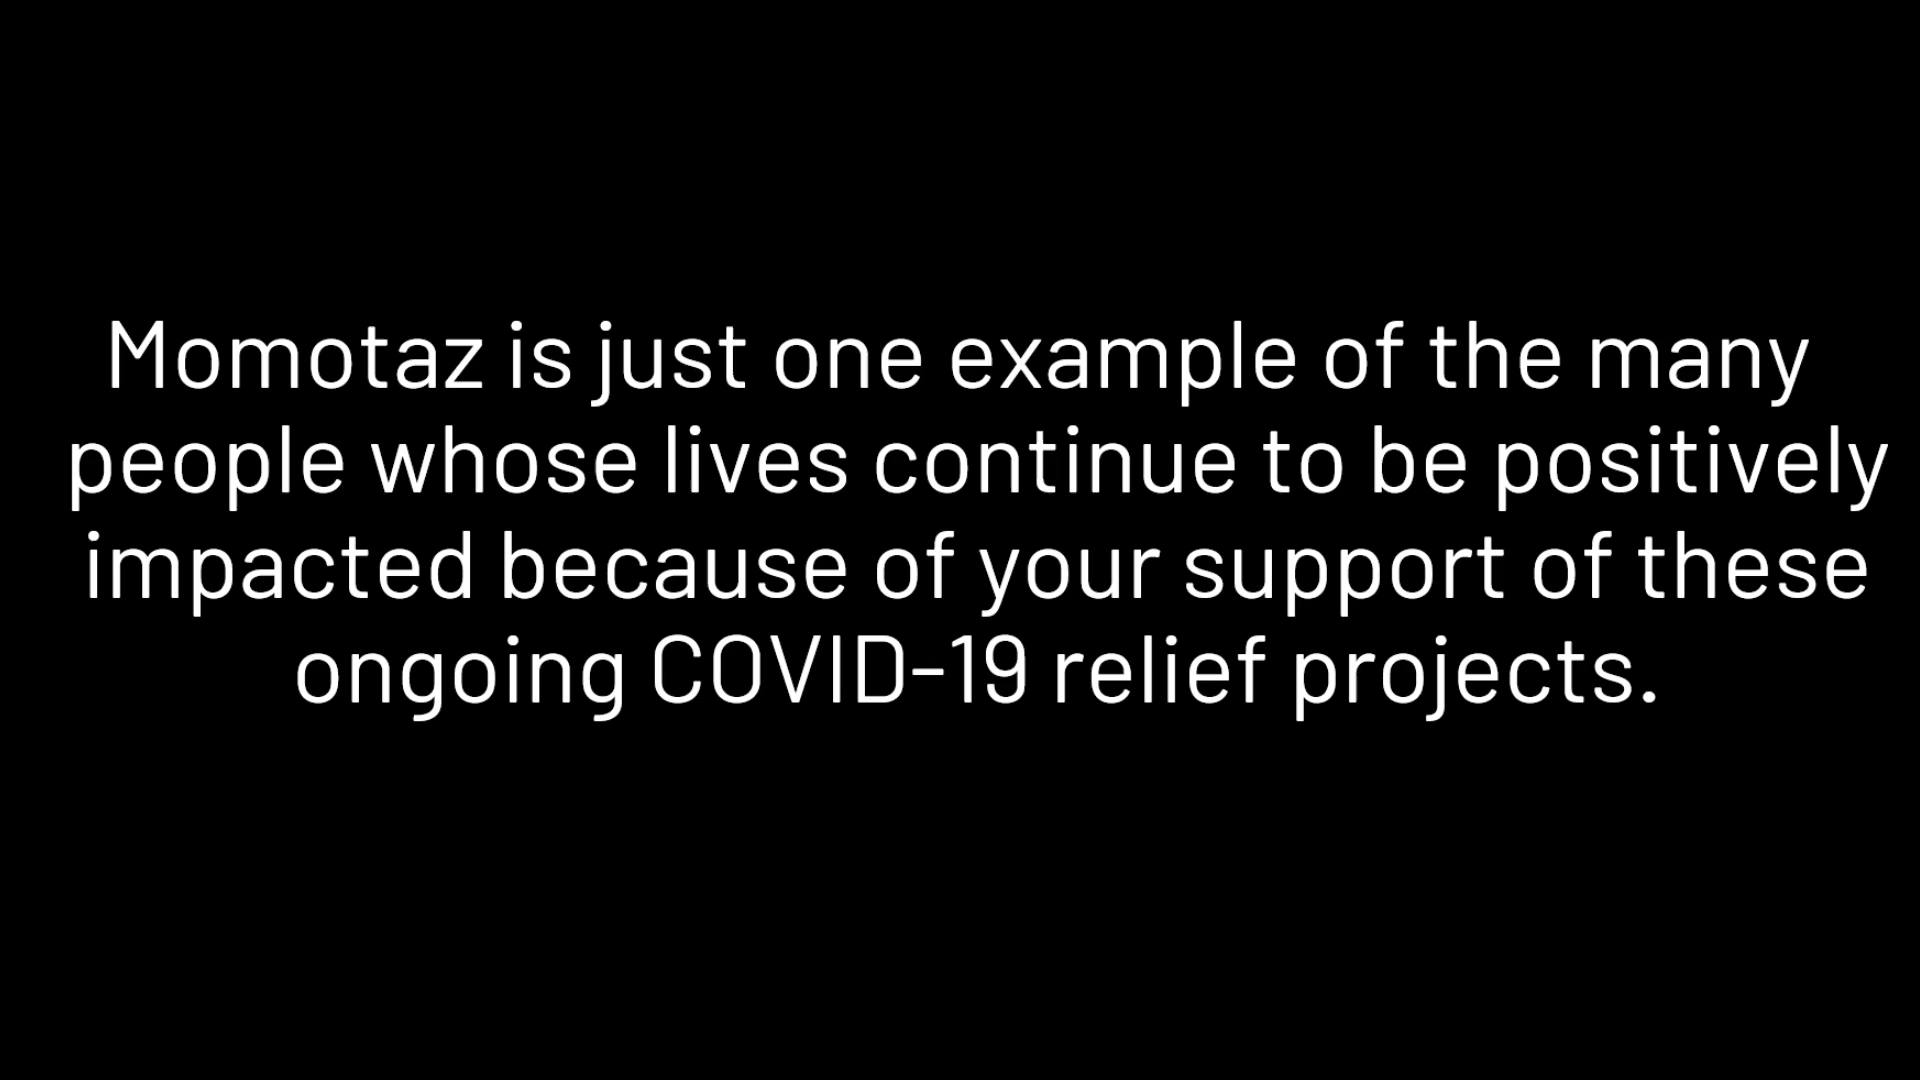 Momotaz is just one example of the many
people whose lives continue to be positively
impacted because of your support of these
ongoing COVID-19 relief projects.